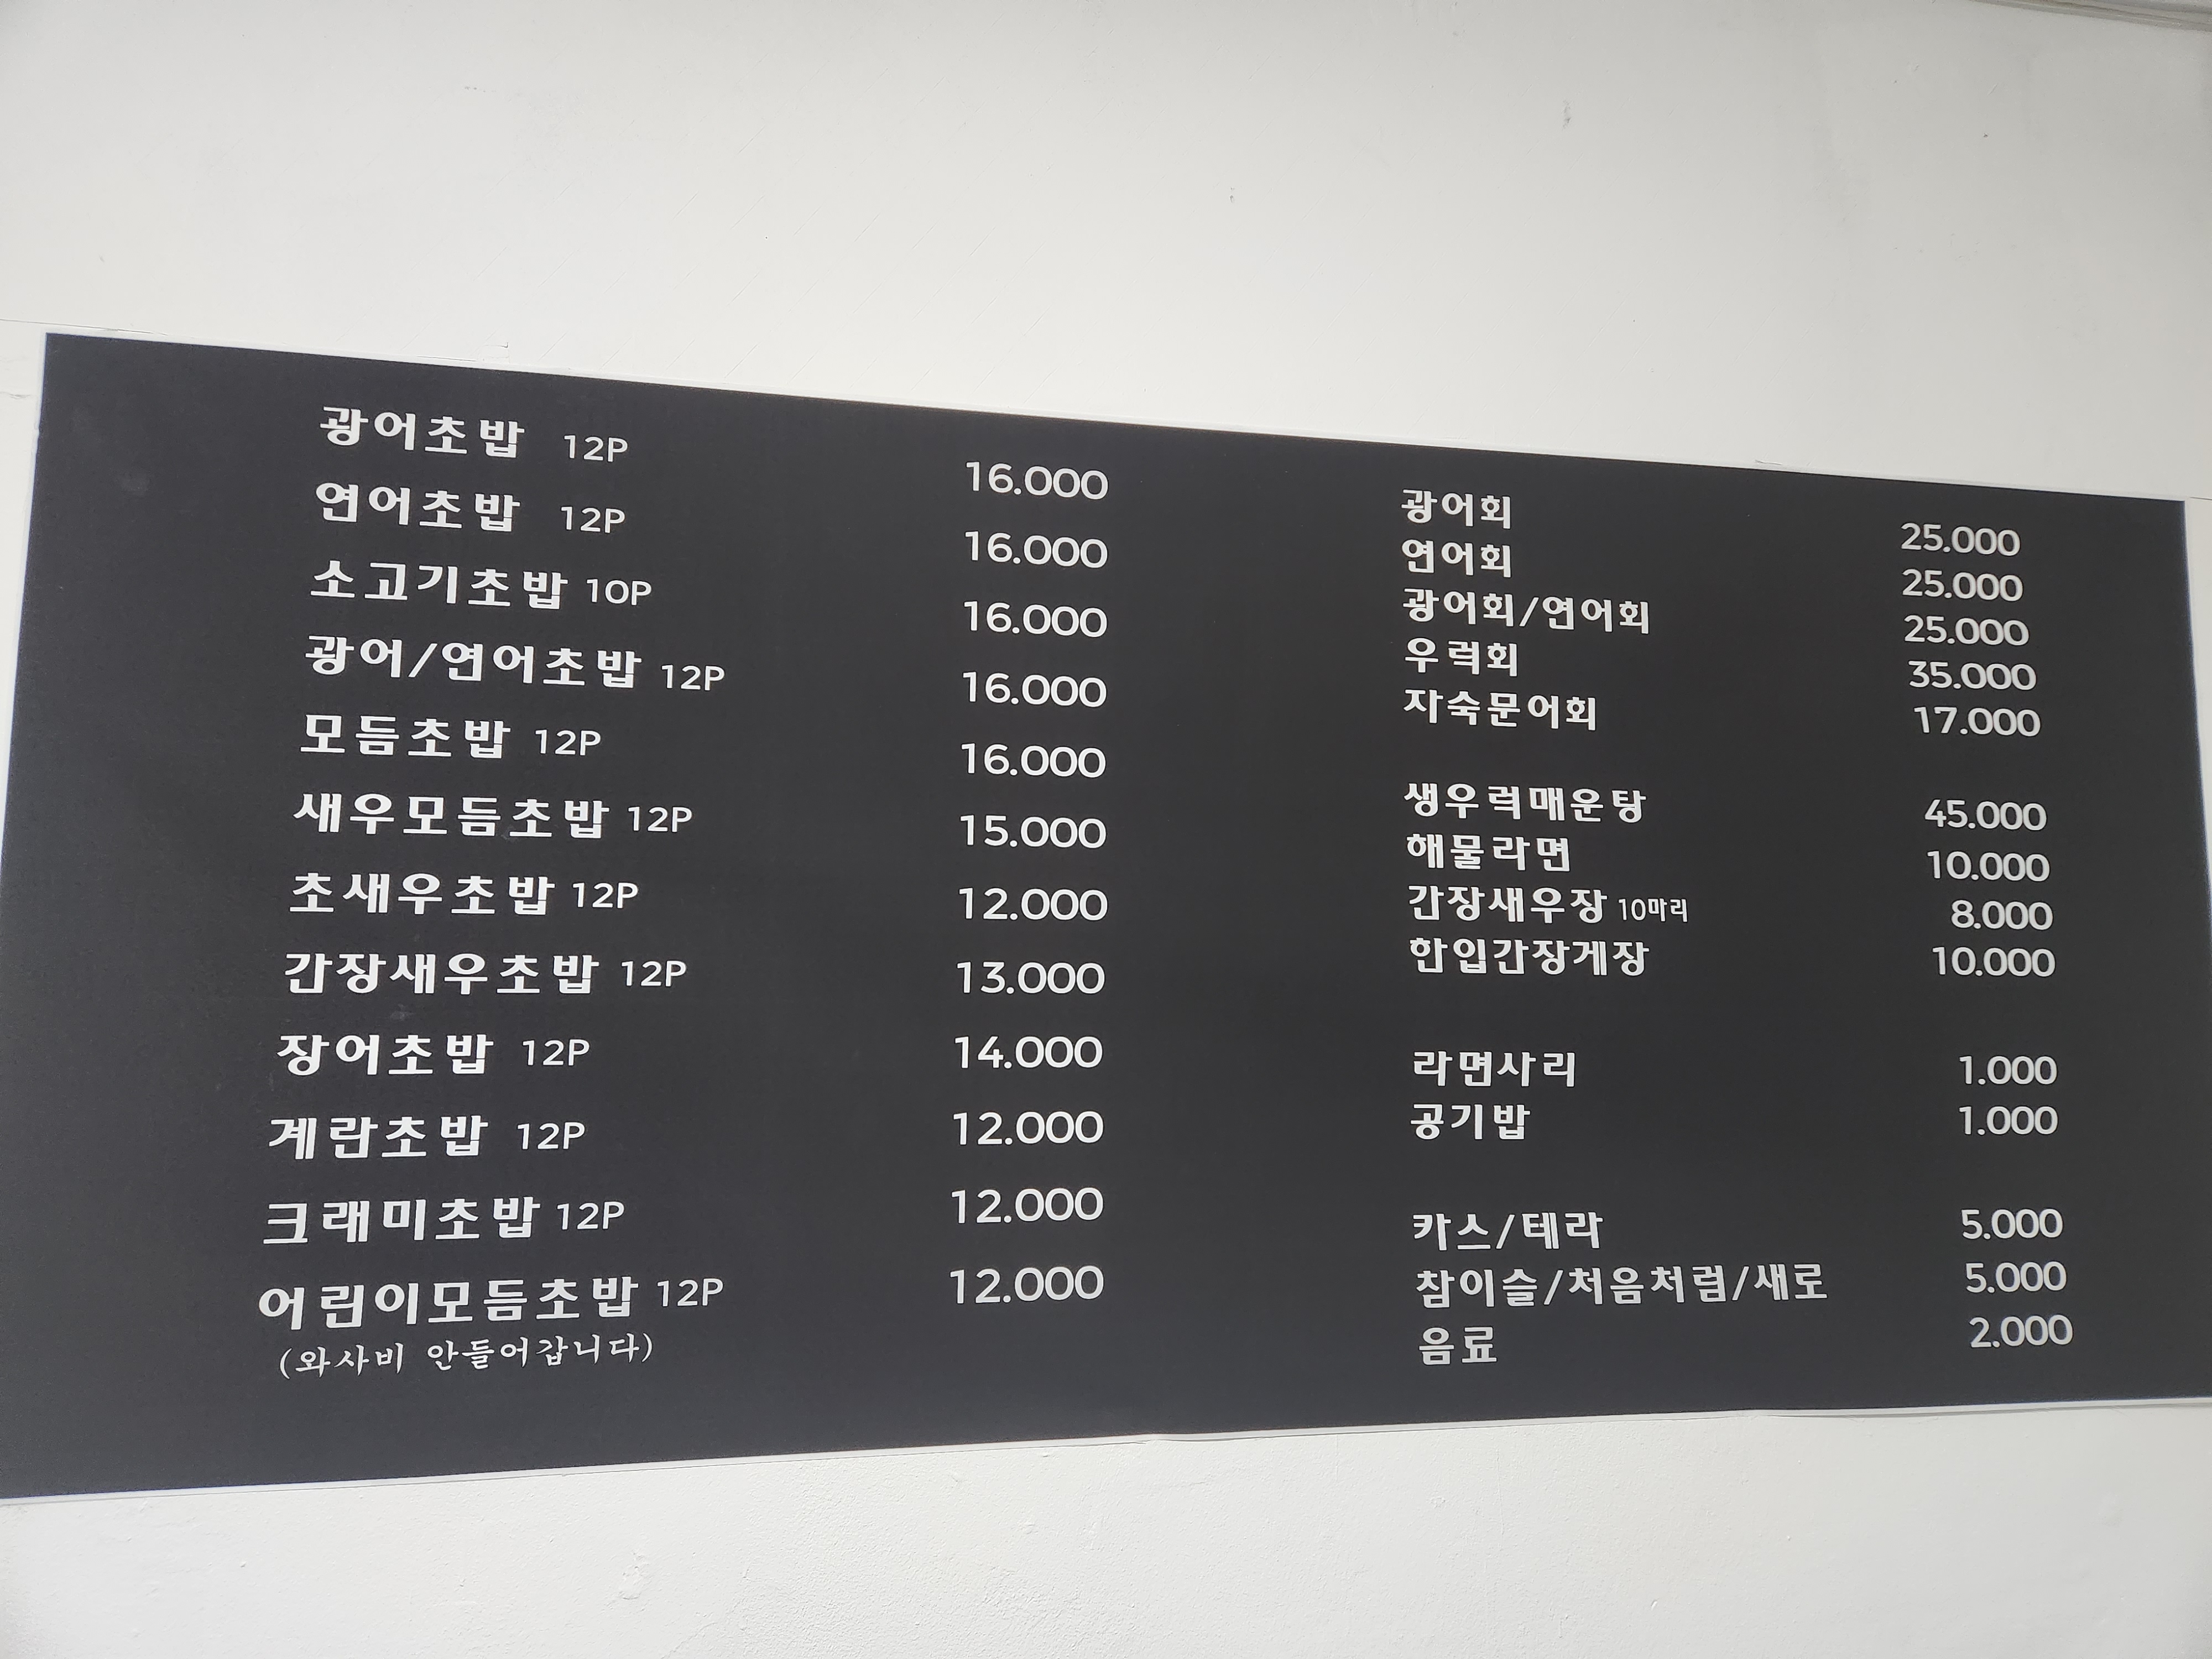 광어초밥 12P 16.000
연어초밥 12P 16.000
소고기초밥 10P 16.000
광어/연어초밥 12P 16.000
모듬초밥 12P 16.000
새우모듬초밥 12P 15.000
초새우초밥 12P 12.000
간장새우초밥 12P 13.000
장어초밥 12P 14.000
계란초밥 12P 12.000
크래미초밥 12P 12.000
어린이모듬초밥 12P 12.000
(와사비 안들어갑니다)
광어회 25.000
연어회 25.000
광어회/연어회 25.000
우럭회 35.000
자숙문어회 17.000
생우럭매운탕 45.000
해물라면 10.000
간장새우장 10마리 8.000
한입간장게장 10.000
라면사리 1.000
공기밥 1.000
카스/테라 5.000
참이슬/처음처럼/새로 5.000
음료 2.000